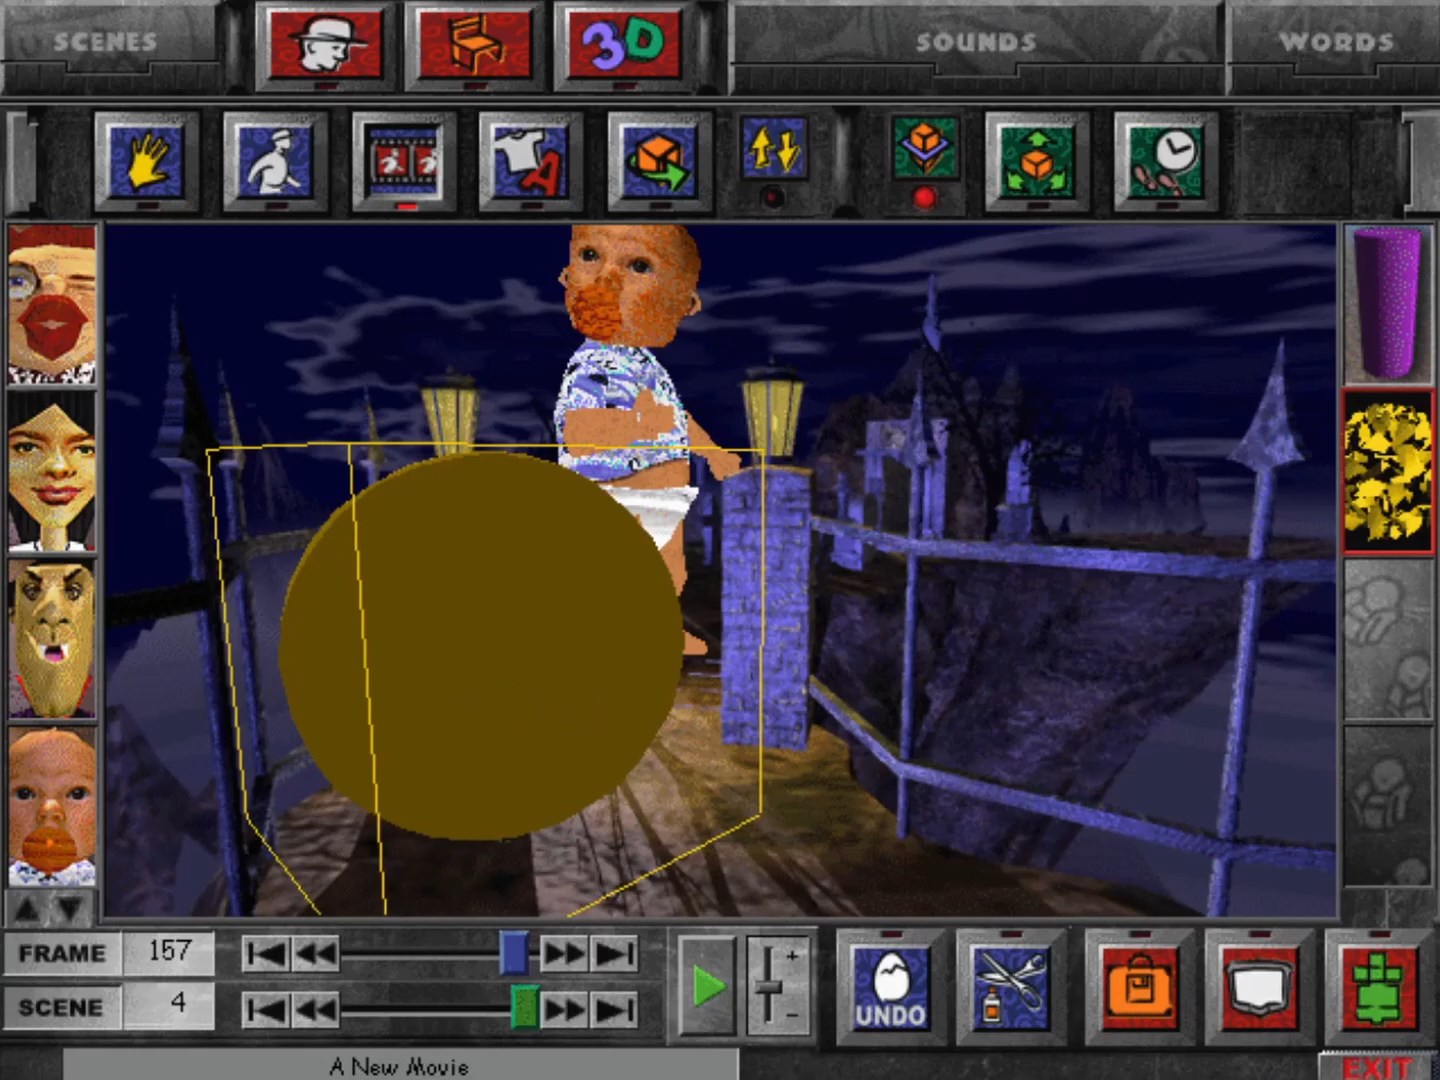 SCENES
3D
SOUNDS
WORDS
A
FRAME 157
SCENE 4
+
-
UNDO
A New Movie
EXIT